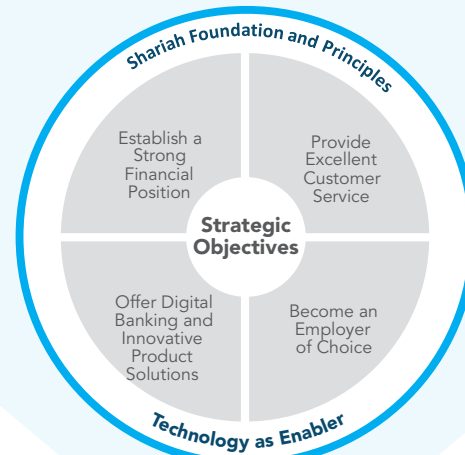 Shariah Foundation and Principles
Establish a
Strong
Financial
Position
Provide
Excellent
Customer
Service
Strategic
Objectives
Offer Digital
Banking and
Innovative
Product
Solutions
Become an
Employer
of Choice
Technology as Enabler